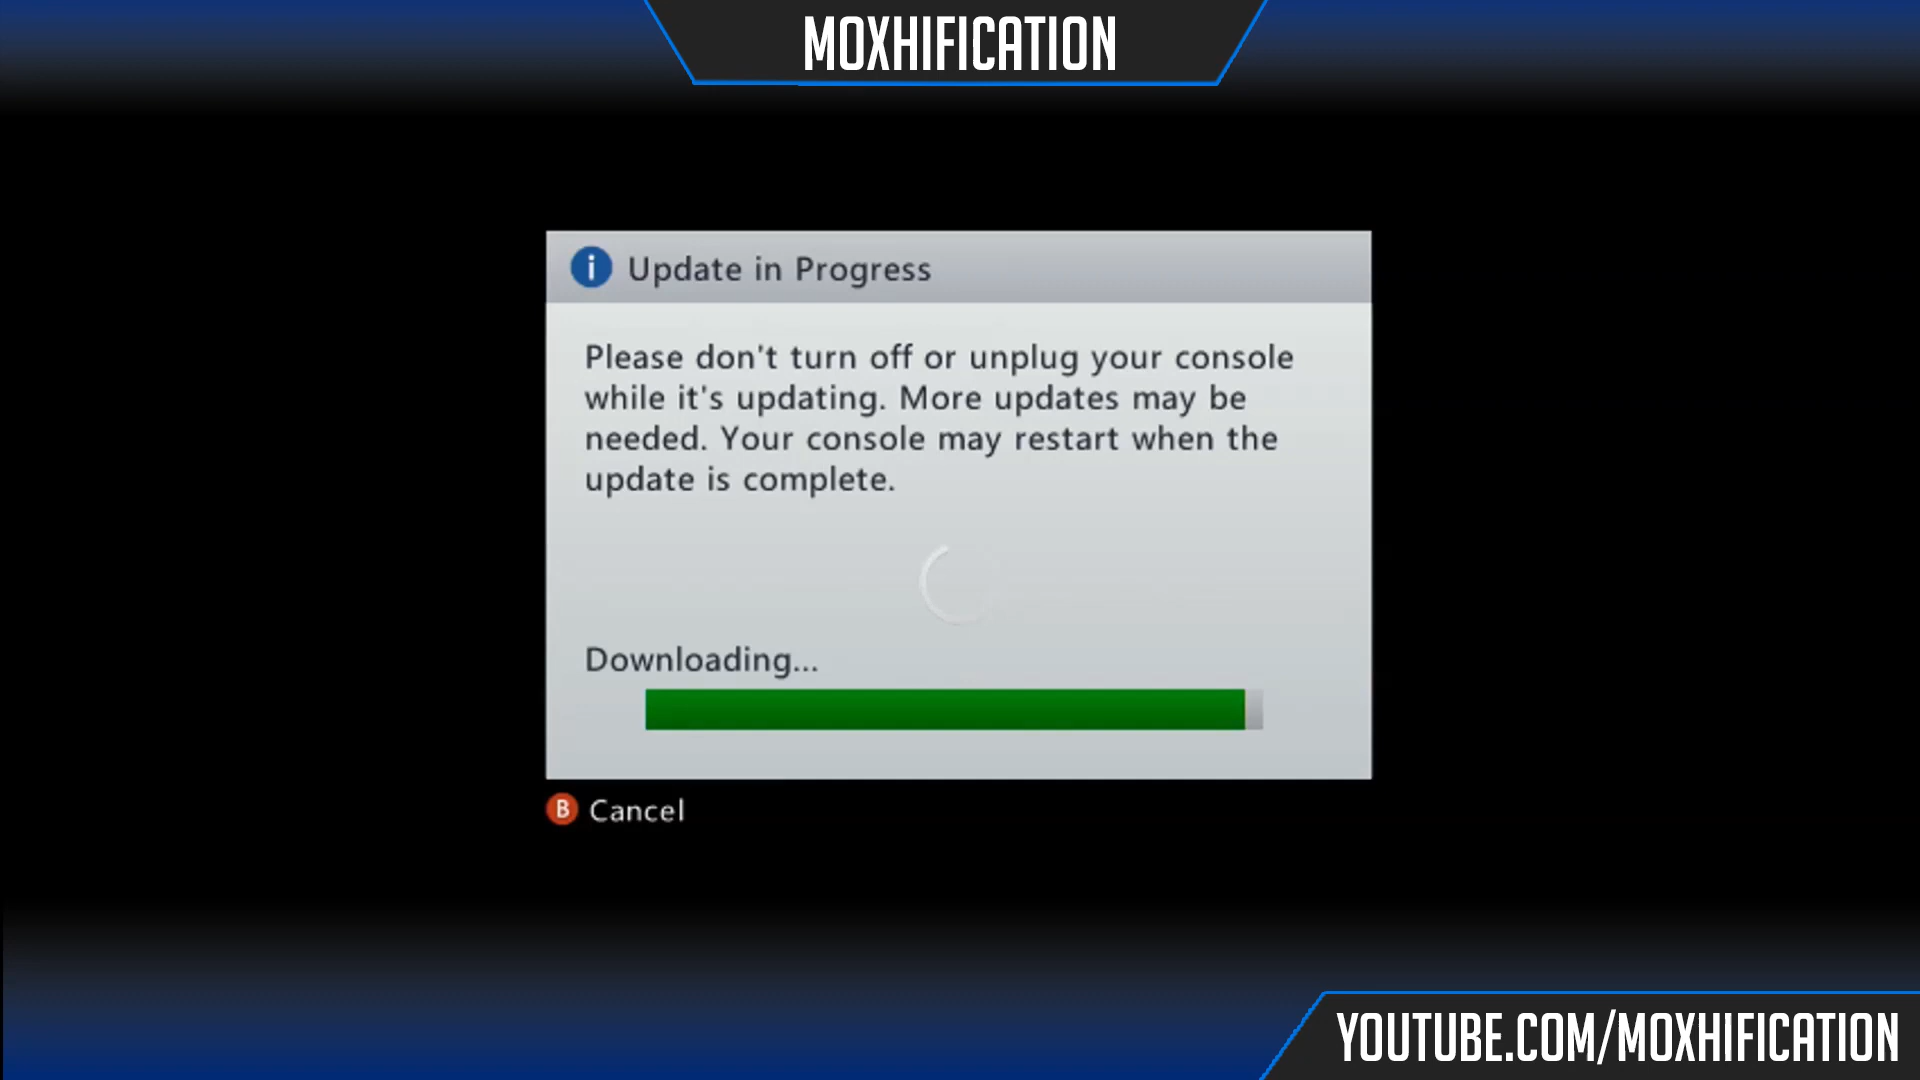 MOXHIFICATION
i Update in Progress
Please don't turn off or unplug your console
while it's updating. More updates may be
needed. Your console may restart when the
update is complete.
Downloading...
B Cancel
YOUTUBE.COM/MOXHIFICATION